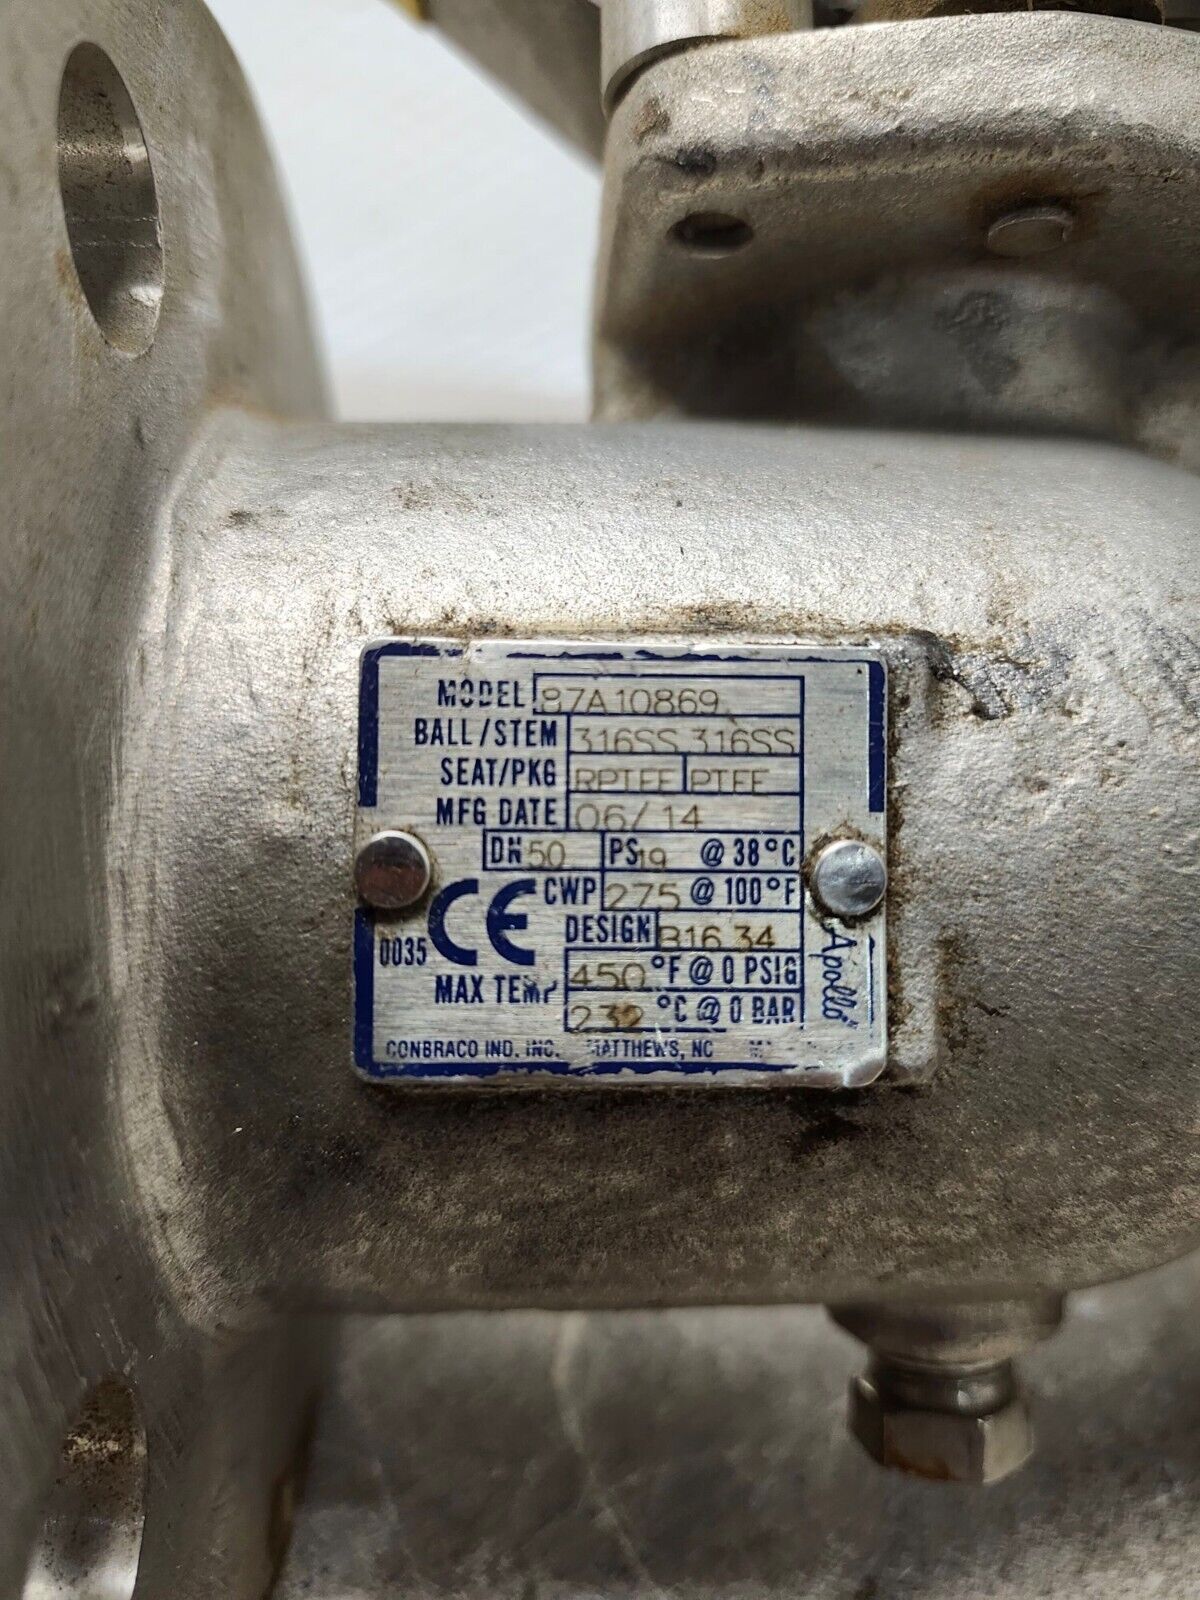 MODEL 87A10869
BALL/STEM 316SS 316SS
SEAT/PKG RPTFE PTFE
MFG DATE 06/14
DN 50 PS 19 @ 38°C
CWP 275 @ 100°F
CE
DESIGN B16.34
0035
MAX TEMP 450 °F @ 0 PSIG
232 °C @ 0 BAR
Apollo
CONBRACO IND. INC. MATTHEWS, NC